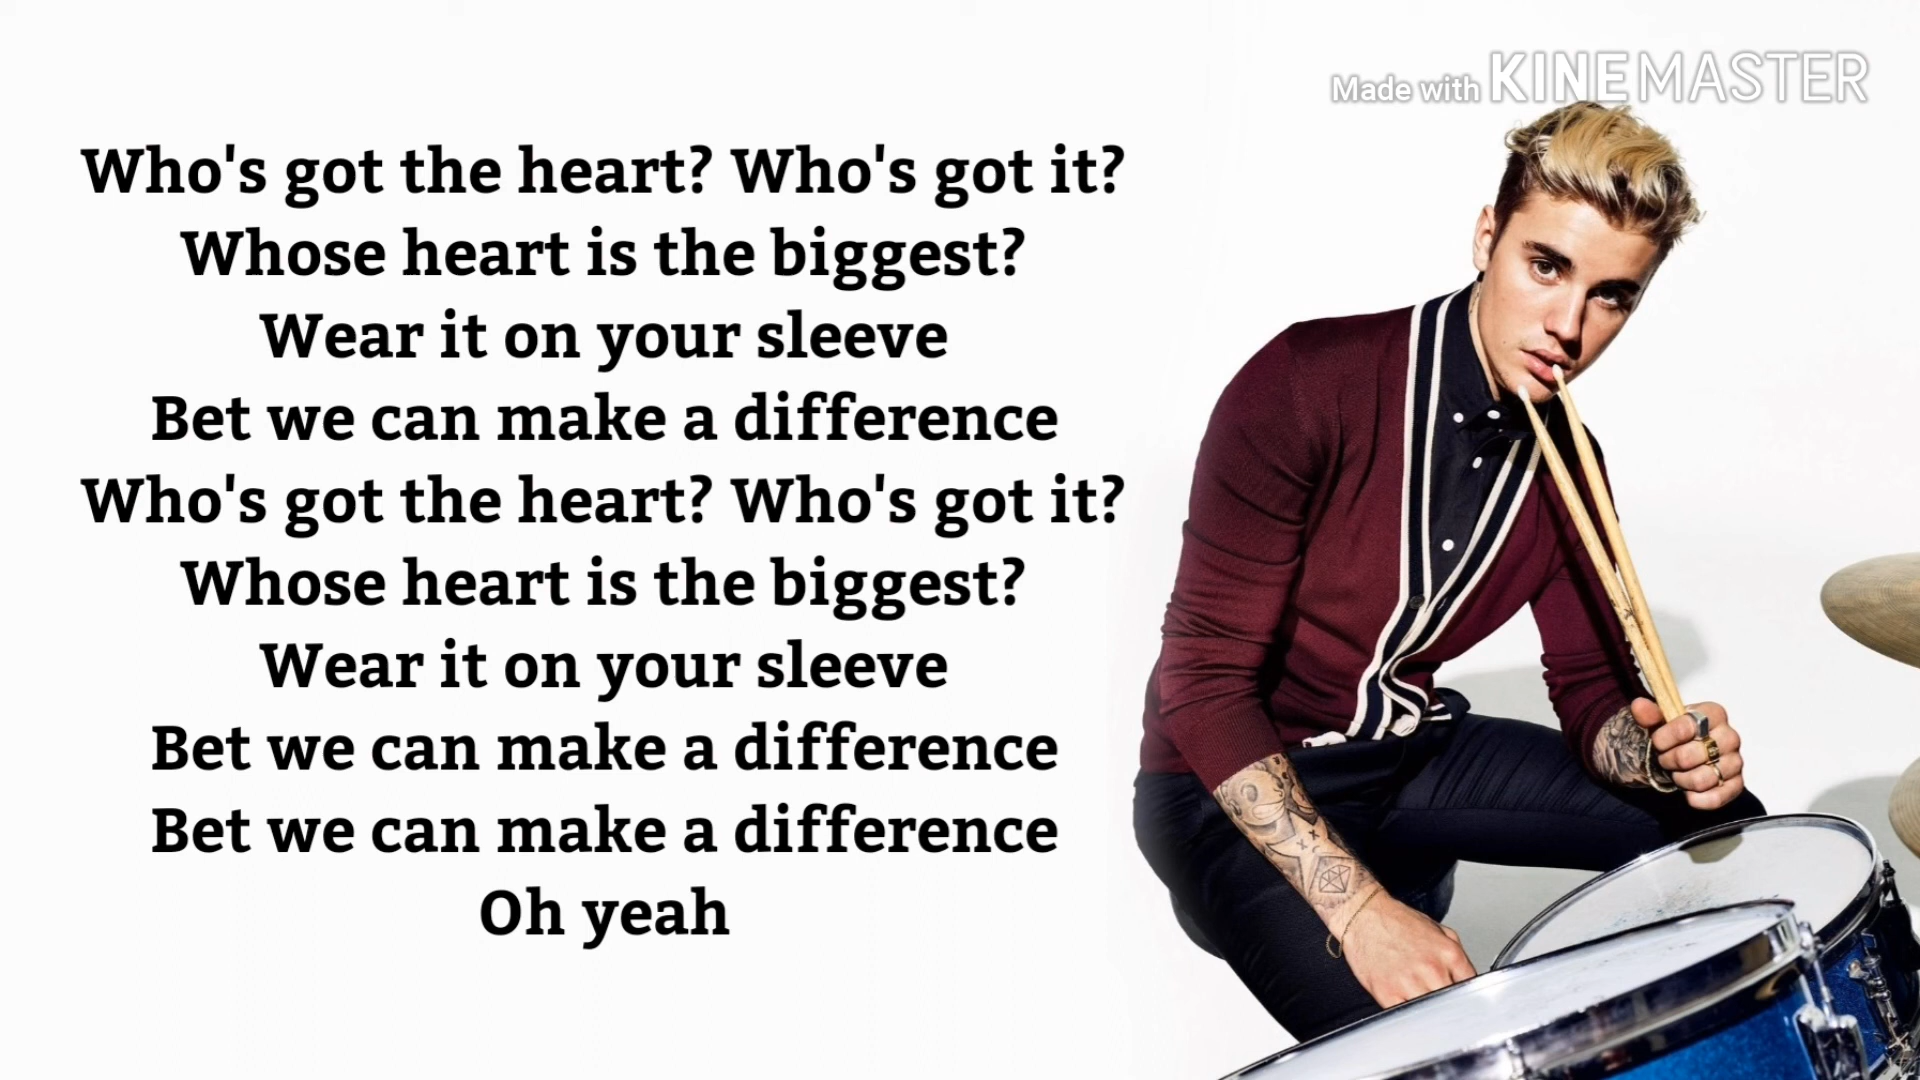 Made with KINEMASTER
Who's got the heart? Who's got it?
Whose heart is the biggest?
Wear it on your sleeve
Bet we can make a difference
Who's got the heart? Who's got it?
Whose heart is the biggest?
Wear it on your sleeve
Bet we can make a difference
Bet we can make a difference
Oh yeah